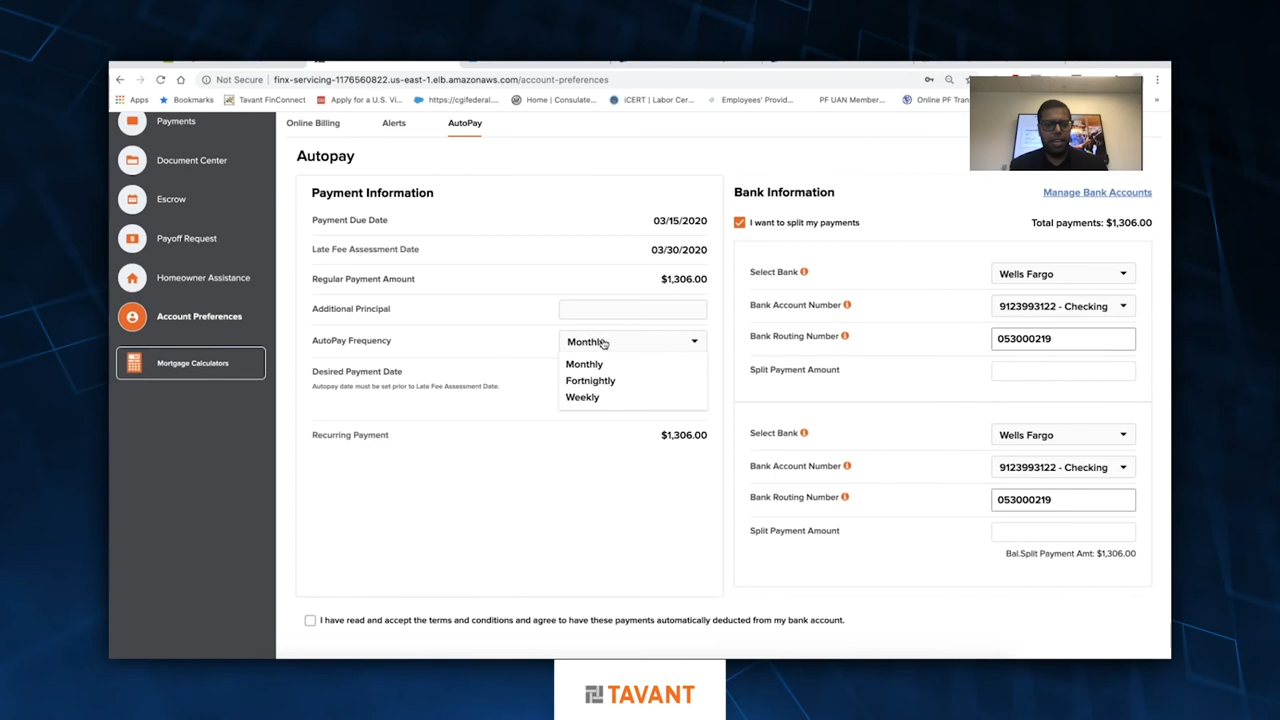 Not Secure finx-servicing-1176560822.us-east-1.elb.amazonaws.com/account-preferences
Apps Bookmarks Tavant FinConnect Apply for a U.S. Vi... https://cgifederal.... Home | Consulate... iCERT | Labor Cer... Employees' Provid... PF UAN Member... Online PF Tran
Payments
Document Center
Escrow
Payoff Request
Homeowner Assistance
Account Preferences
Mortgage Calculators
Online Billing Alerts AutoPay
Autopay
Payment Information
Payment Due Date 03/15/2020
Late Fee Assessment Date 03/30/2020
Regular Payment Amount $1,306.00
Additional Principal
AutoPay Frequency Monthly
Monthly
Fortnightly
Weekly
Desired Payment Date
Autopay date must be set prior to Late Fee Assessment Date.
Recurring Payment $1,306.00
Bank Information Manage Bank Accounts
I want to split my payments Total payments: $1,306.00
Select Bank Wells Fargo
Bank Account Number 9123993122 - Checking
Bank Routing Number 053000219
Split Payment Amount
Select Bank Wells Fargo
Bank Account Number 9123993122 - Checking
Bank Routing Number 053000219
Split Payment Amount
Bal.Split Payment Amt: $1,306.00
I have read and accept the terms and conditions and agree to have these payments automatically deducted from my bank account.
TAVANT